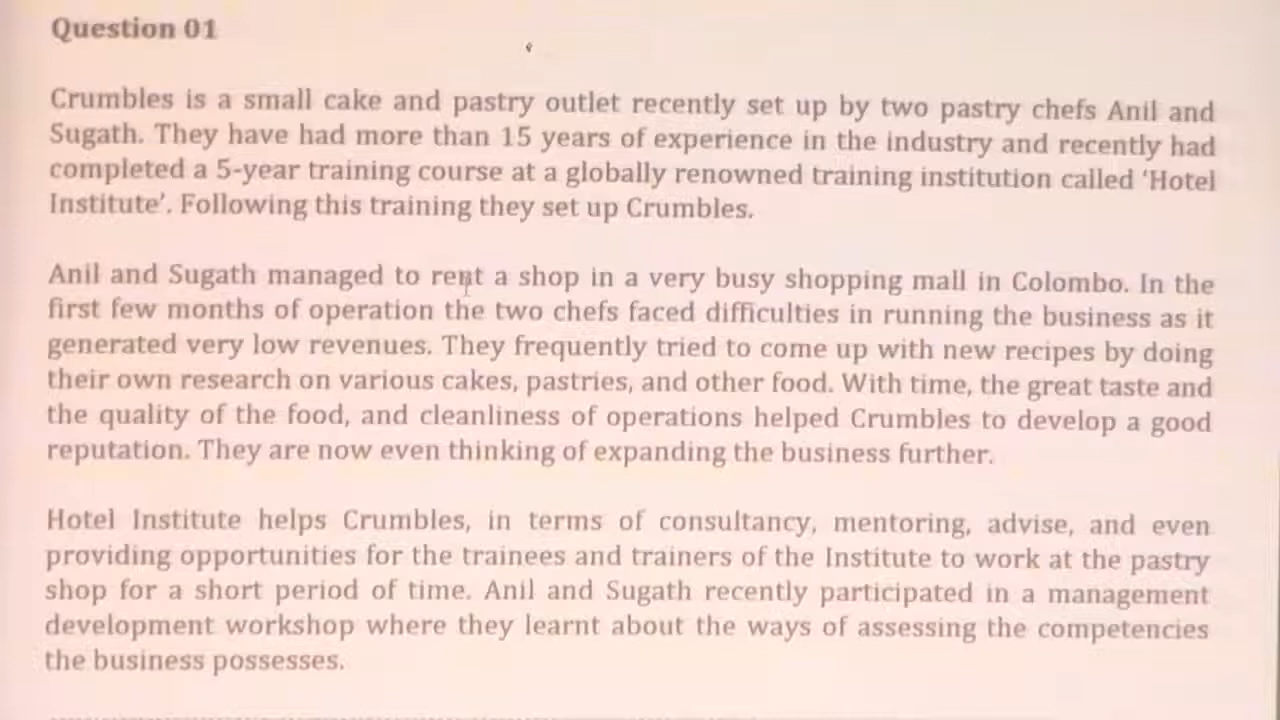 Question 01
Crumbles is a small cake and pastry outlet recently set up by two pastry chefs Anil and
Sugath. They have had more than 15 years of experience in the industry and recently had
completed a 5-year training course at a globally renowned training institution called ‘Hotel
Institute’. Following this training they set up Crumbles.
Anil and Sugath managed to rent a shop in a very busy shopping mall in Colombo. In the
first few months of operation the two chefs faced difficulties in running the business as it
generated very low revenues. They frequently tried to come up with new recipes by doing
their own research on various cakes, pastries, and other food. With time, the great taste and
the quality of the food, and cleanliness of operations helped Crumbles to develop a good
reputation. They are now even thinking of expanding the business further.
Hotel Institute helps Crumbles, in terms of consultancy, mentoring, advise, and even
providing opportunities for the trainees and trainers of the Institute to work at the pastry
shop for a short period of time. Anil and Sugath recently participated in a management
development workshop where they learnt about the ways of assessing the competencies
the business possesses.